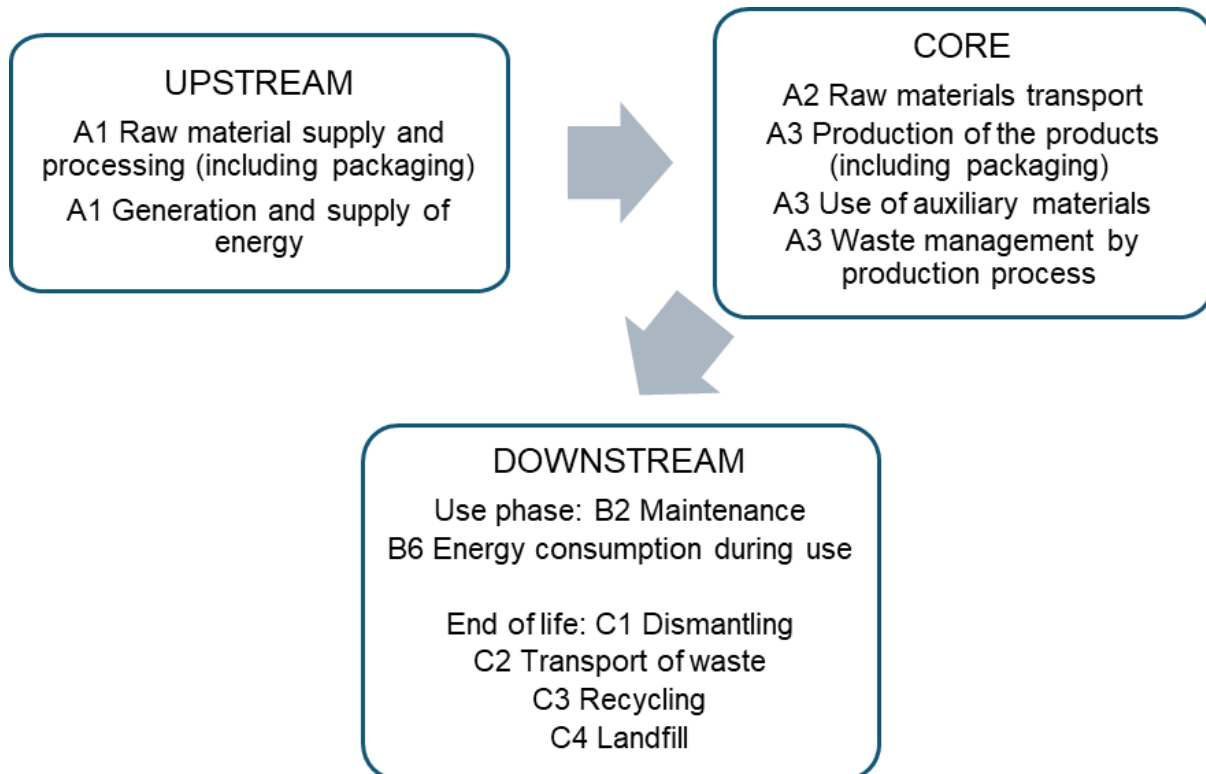 UPSTREAM
A1 Raw material supply and
processing (including packaging)
A1 Generation and supply of
energy
CORE
A2 Raw materials transport
A3 Production of the products
(including packaging)
A3 Use of auxiliary materials
A3 Waste management by
production process
DOWNSTREAM
Use phase: B2 Maintenance
B6 Energy consumption during use
End of life: C1 Dismantling
C2 Transport of waste
C3 Recycling
C4 Landfill